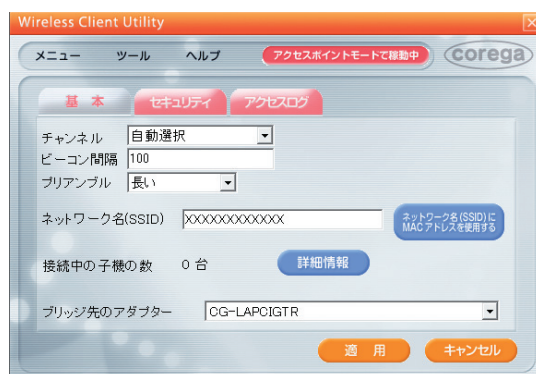 Wireless Client Utility
メニュー ツール ヘルプ アクセスポイントモードで稼動中 corega
基 本 セキュリティ アクセスログ
チャンネル 自動選択
ビーコン間隔 100
プリアンブル 長い
ネットワーク名(SSID) XXXXXXXXXXXX ネットワーク名(SSID)に
MACアドレスを使用する
接続中の子機の数 0 台 詳細情報
ブリッジ先のアダプター CG-LAPCIGTR
適 用 キャンセル